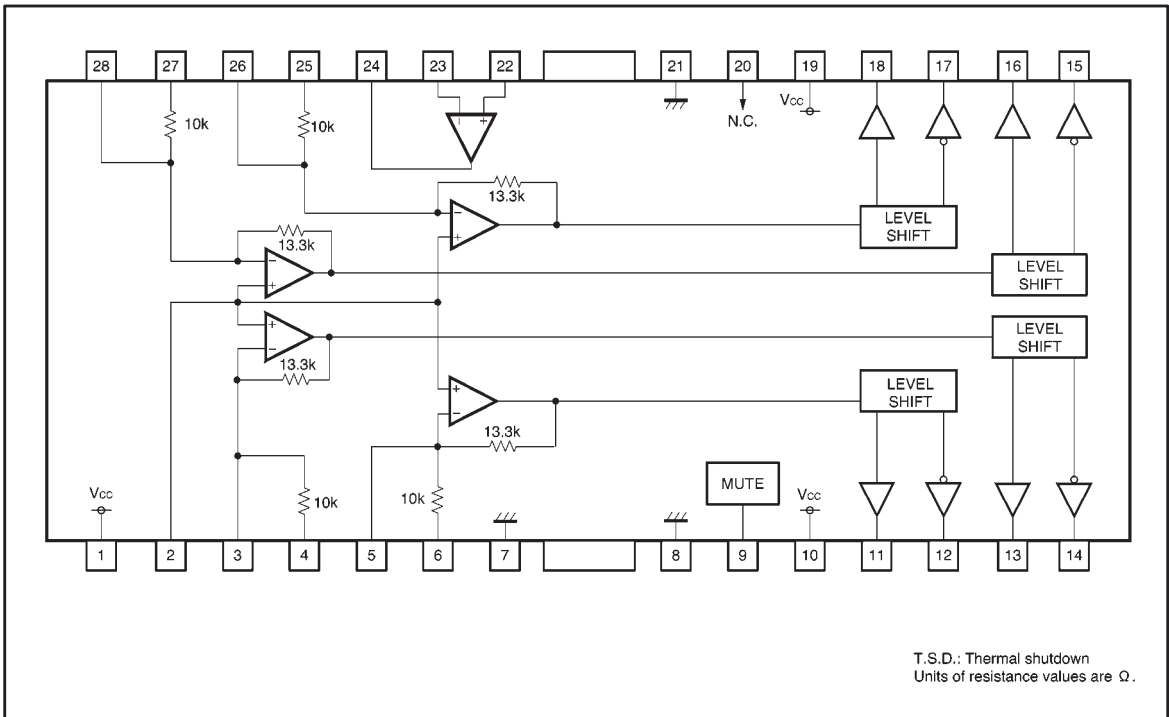 28 27 26 25 24 23 22 21 20 19 18 17 16 15
VCC
N.C.
10k
10k
− +
13.3k
−
+
LEVEL
SHIFT
13.3k
−
+
LEVEL
SHIFT
+
−
LEVEL
SHIFT
13.3k
+
−
LEVEL
SHIFT
13.3k
VCC
10k
10k
MUTE
VCC
1 2 3 4 5 6 7 8 9 10 11 12 13 14
T.S.D.: Thermal shutdown
Units of resistance values are Ω.